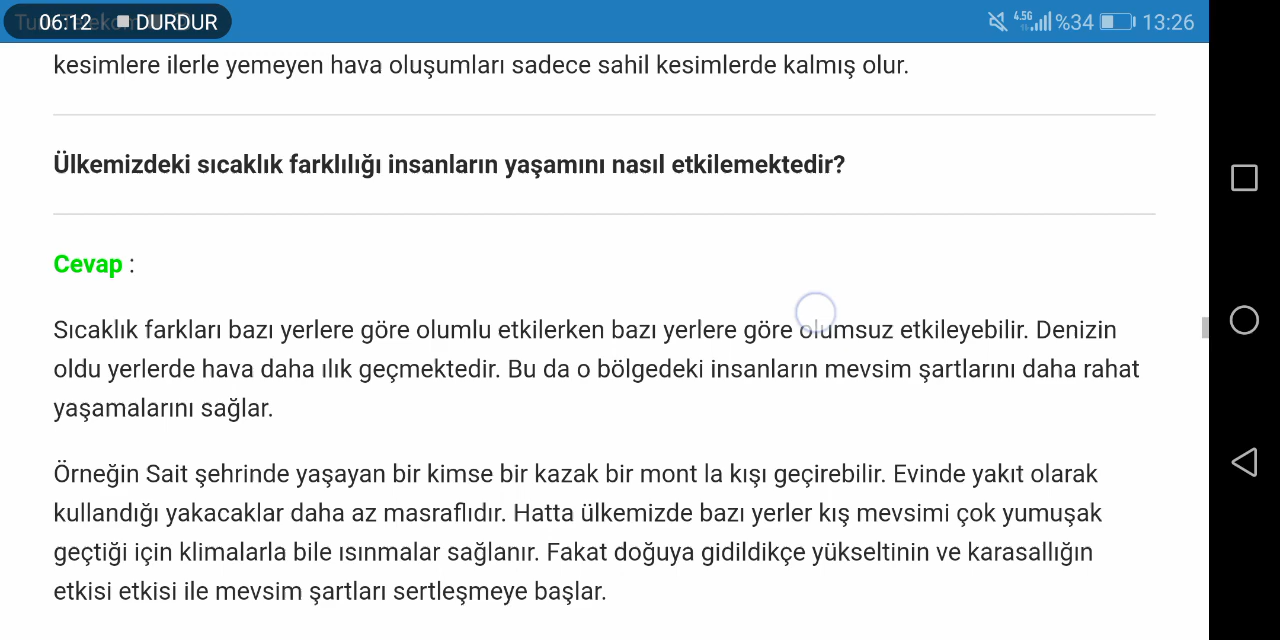 06:12 DURDUR 4.5G %34 13:26
kesimlere ilerle yemeyen hava oluşumları sadece sahil kesimlerde kalmış olur.
Ülkemizdeki sıcaklık farklılığı insanların yaşamını nasıl etkilemektedir?
Cevap :
Sıcaklık farkları bazı yerlere göre olumlu etkilerken bazı yerlere göre olumsuz etkileyebilir. Denizin
oldu yerlerde hava daha ılık geçmektedir. Bu da o bölgedeki insanların mevsim şartlarını daha rahat
yaşamalarını sağlar.
Örneğin Sait şehrinde yaşayan bir kimse bir kazak bir mont la kışı geçirebilir. Evinde yakıt olarak
kullandığı yakacaklar daha az masraflıdır. Hatta ülkemizde bazı yerler kış mevsimi çok yumuşak
geçtiği için klimalarla bile ısınmalar sağlanır. Fakat doğuya gidildikçe yükseltinin ve karasallığın
etkisi etkisi ile mevsim şartları sertleşmeye başlar.